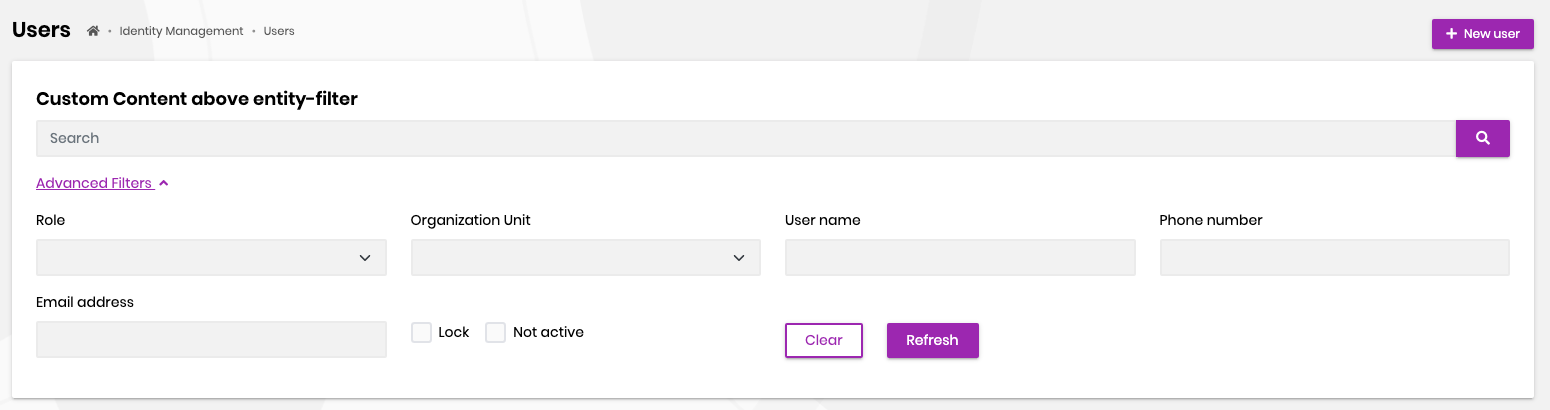 Users • Identity Management • Users
+ New user
Custom Content above entity-filter
Search
Advanced Filters
Role Organization Unit User name Phone number
Email address
Lock Not active Clear Refresh